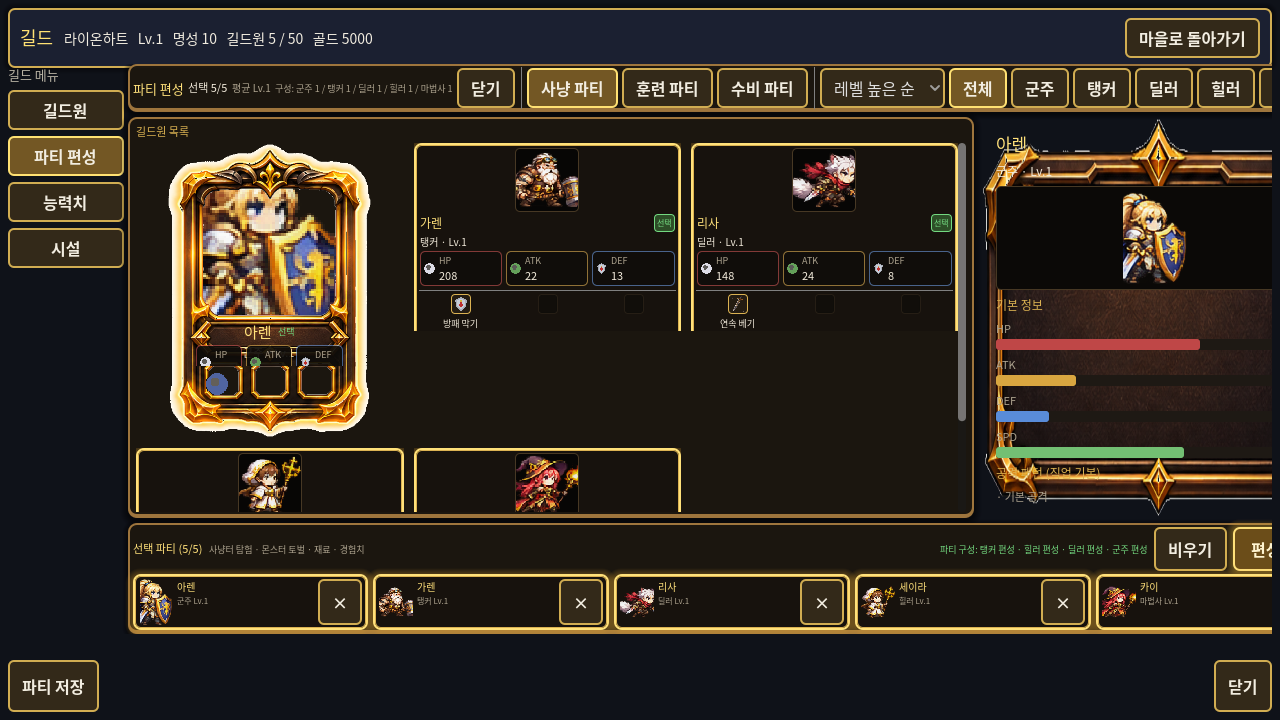 길드 라이온하트 Lv.1 명성 10 길드원 5 / 50 골드 5000 마을로 돌아가기
길드 메뉴
길드원
파티 편성
능력치
시설
파티 편성 선택 5/5 평균 Lv.1 구성: 군주 1 / 탱커 1 / 딜러 1 / 힐러 1 / 마법사 1 닫기 사냥 파티 훈련 파티 수비 파티 레벨 높은 순 전체 군주 탱커 딜러 힐러
길드원 목록
아렌 선택
HP ATK DEF
가렌 선택
탱커 · Lv.1
HP 208 ATK 22 DEF 13
방패 막기
리사 선택
딜러 · Lv.1
HP 148 ATK 24 DEF 8
연속 베기
아렌
군주 · Lv.1
기본 정보
HP
ATK
DEF
SPD
(직업 기본)
· 기본 공격
선택 파티 (5/5) 사냥터 탐험 · 몬스터 토벌 · 재료 · 경험치 파티 구성: 탱커 편성 · 힐러 편성 · 딜러 편성 · 군주 편성 비우기 편성
아렌
군주 Lv.1
×
가렌
탱커 Lv.1
×
리사
딜러 Lv.1
×
세이라
힐러 Lv.1
×
카이
마법사 Lv.1
파티 저장 닫기